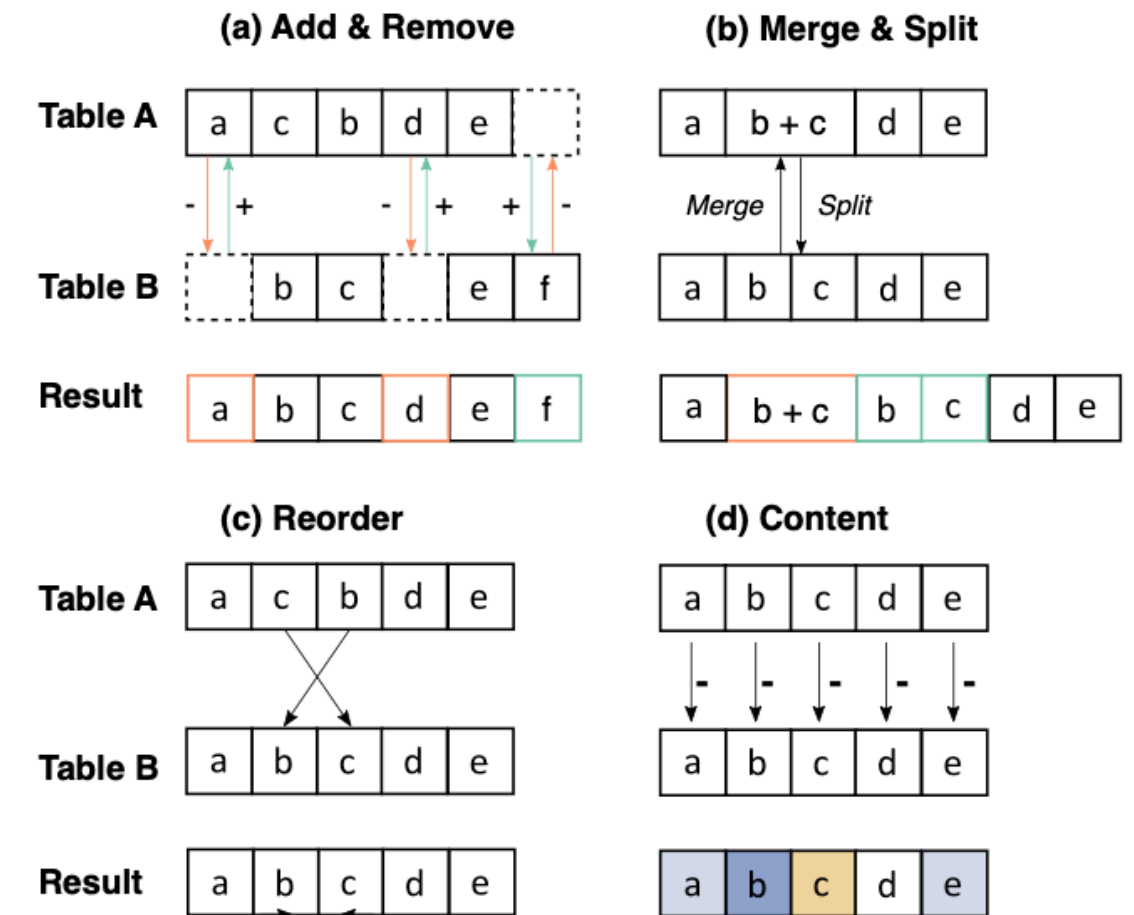 (a) Add & Remove
Table A a c b d e
- + - + + -
Table B b c e f
Result a b c d e f
(b) Merge & Split
a b + c d e
Merge Split
a b c d e
a b + c b c d e
(c) Reorder
Table A a c b d e
Table B a b c d e
Result a b c d e
(d) Content
a b c d e
- - - - -
a b c d e
a b c d e